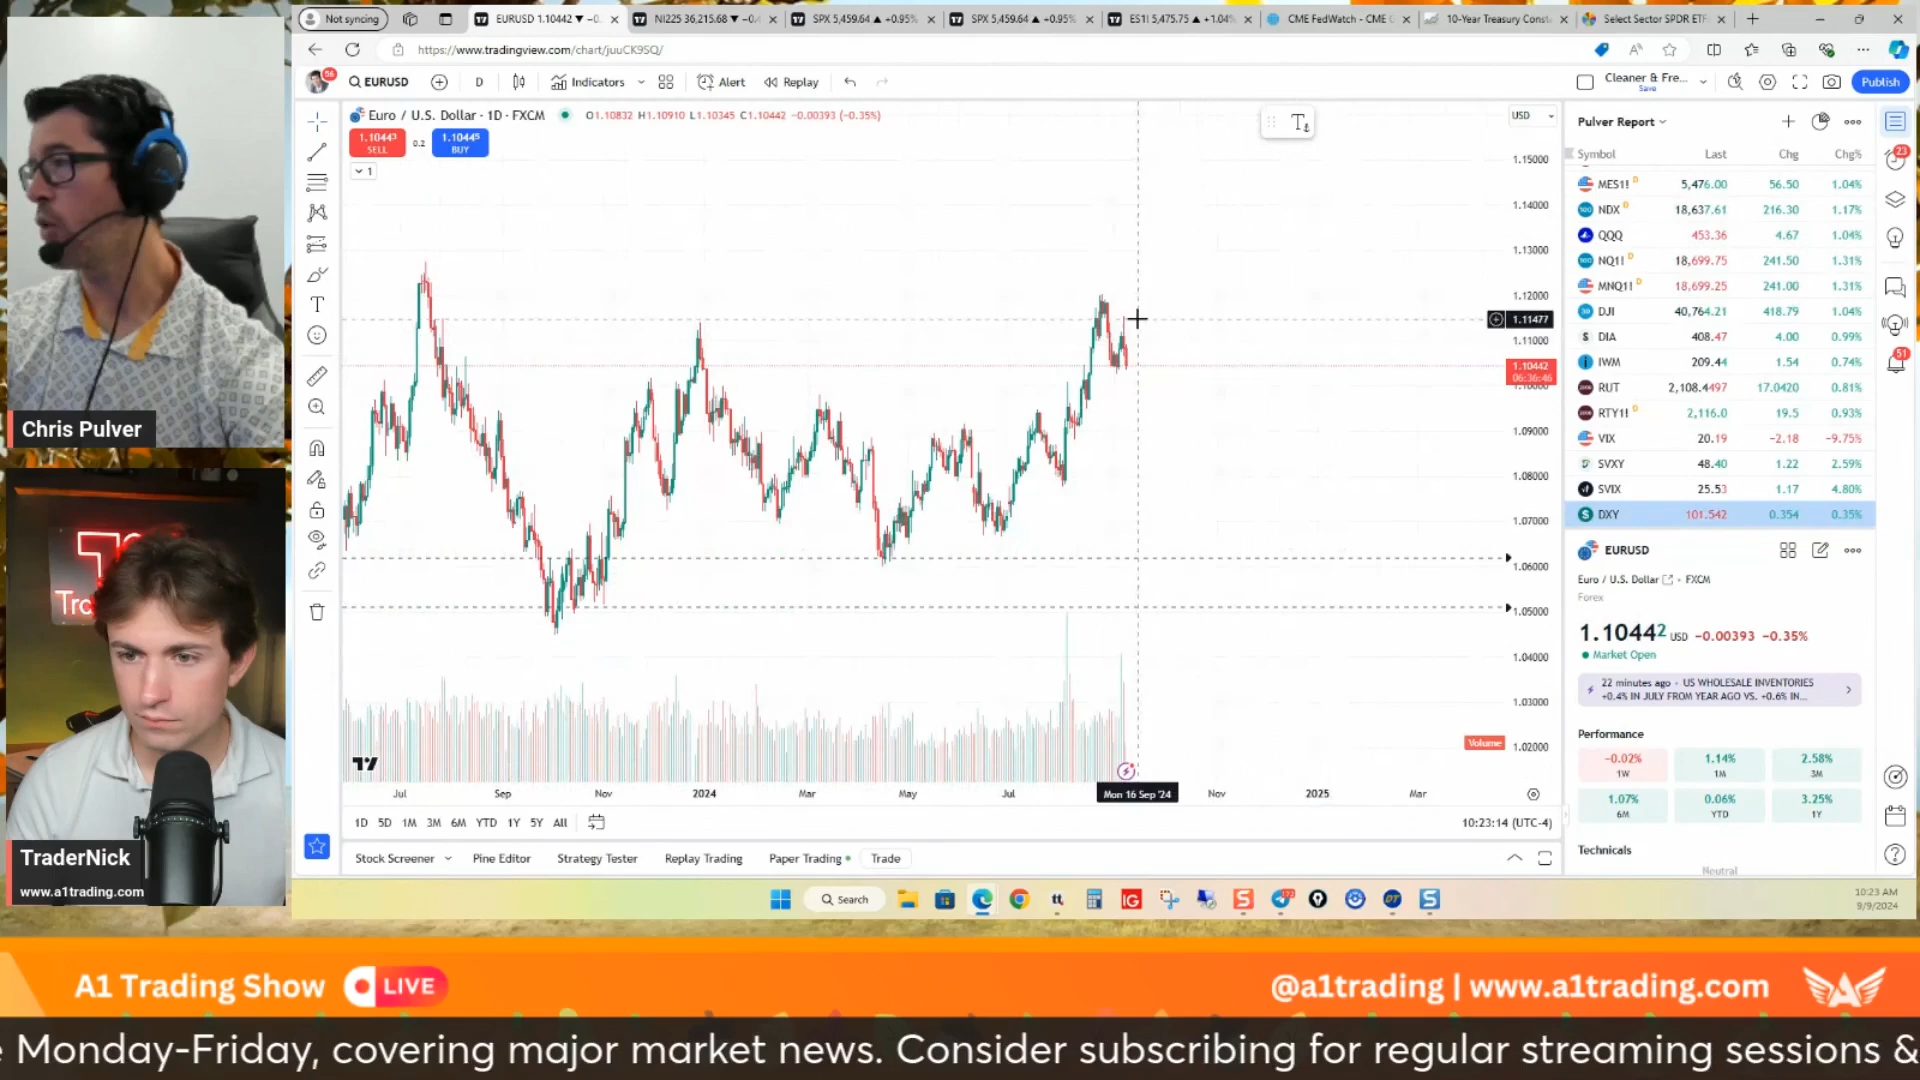 Not syncing
EURUSD 1.10442 ▼ −0.
NI225 36,215.68 ▼ −0.
SPX 5,459.64 ▲ +0.95%
SPX 5,459.64 ▲ +0.95%
ES1! 5,475.75 ▲ +1.04%
CME FedWatch - CME
10-Year Treasury Const
Select Sector SPDR ETF
https://www.tradingview.com/chart/juuCK9SQ/
56
EURUSD
D
Indicators
Alert
Replay
Cleaner & Fre...
Save
Publish
Euro / U.S. Dollar · 1D · FXCM
O1.10832 H1.10910 L1.10345 C1.10442 −0.00393 (−0.35%)
USD
1.10443
SELL
0.2
1.10445
BUY
1
1.15000
1.14000
1.13000
1.12000
1.11477
1.11000
1.10442
06:36:46
1.10000
1.09000
1.08000
1.07000
1.06000
1.05000
1.04000
1.03000
Volume
1.02000
Jul
Sep
Nov
2024
Mar
May
Jul
Mon 16 Sep '24
Nov
2025
Mar
1D 5D 1M 3M 6M YTD 1Y 5Y All
10:23:14 (UTC-4)
Stock Screener
Pine Editor
Strategy Tester
Replay Trading
Paper Trading
Trade
Pulver Report
Symbol Last Chg Chg%
MES1! D 5,476.00 56.50 1.04%
NDX D 18,637.61 216.30 1.17%
QQQ 453.36 4.67 1.04%
NQ1! D 18,699.75 241.50 1.31%
MNQ1! D 18,699.25 241.00 1.31%
DJI 40,764.21 418.79 1.04%
DIA 408.47 4.00 0.99%
IWM 209.44 1.54 0.74%
RUT 2,108.4497 17.0420 0.81%
RTY1! D 2,116.0 19.5 0.93%
VIX 20.19 −2.18 −9.75%
SVXY 48.40 1.22 2.59%
SVIX 25.53 1.17 4.80%
DXY 101.542 0.354 0.35%
EURUSD
Euro / U.S. Dollar · FXCM
Forex
1.10442 USD −0.00393 −0.35%
Market Open
22 minutes ago · US WHOLESALE INVENTORIES
+0.4% IN JULY FROM YEAR AGO VS. +0.6% IN...
Performance
−0.02% 1.14% 2.58%
1W 1M 3M
1.07% 0.06% 3.25%
6M YTD 1Y
Technicals
Neutral
23
51
Search
IG
10:23 AM
9/9/2024
Chris Pulver
TraderNick
www.a1trading.com
A1 Trading Show
LIVE
@a1trading | www.a1trading.com
Monday-Friday, covering major market news. Consider subscribing for regular streaming sessions &